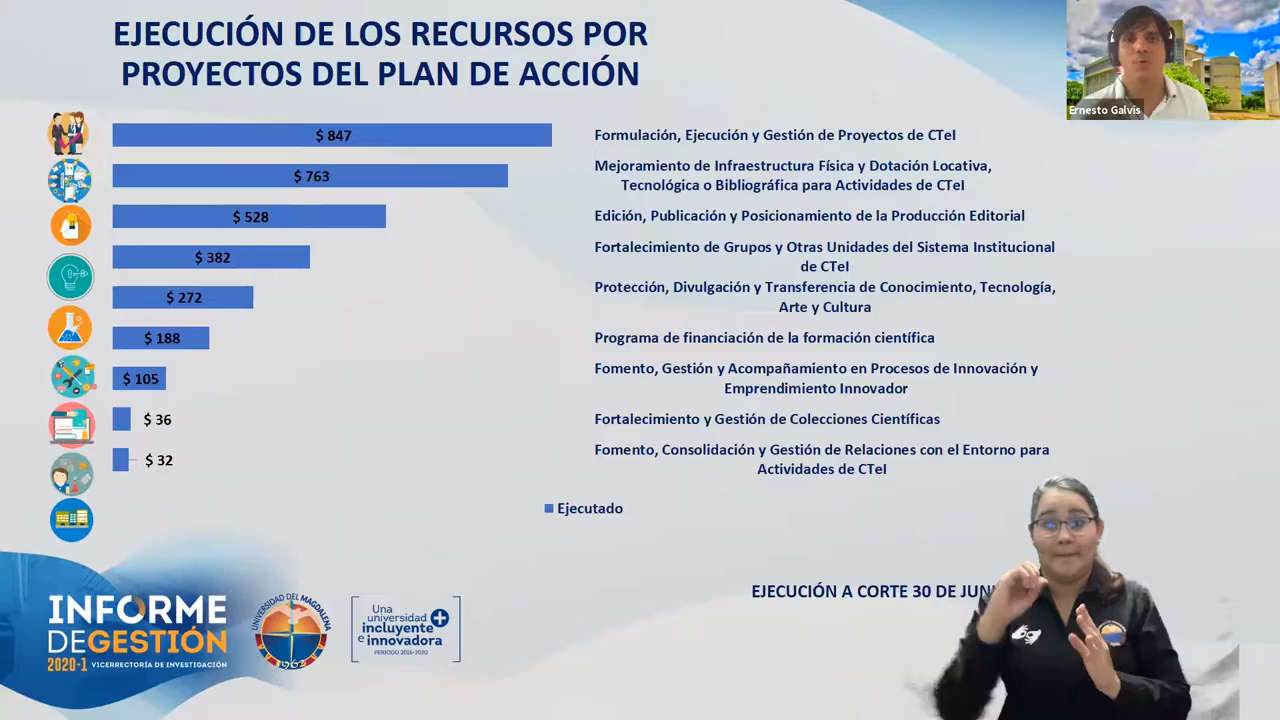 EJECUCIÓN DE LOS RECURSOS POR
PROYECTOS DEL PLAN DE ACCIÓN
Ernesto Galvis
$ 847
Formulación, Ejecución y Gestión de Proyectos de CTeI
$ 763
Mejoramiento de Infraestructura Física y Dotación Locativa,
Tecnológica o Bibliográfica para Actividades de CTeI
$ 528
Edición, Publicación y Posicionamiento de la Producción Editorial
$ 382
Fortalecimiento de Grupos y Otras Unidades del Sistema Institucional
de CTeI
$ 272
Protección, Divulgación y Transferencia de Conocimiento, Tecnología,
Arte y Cultura
$ 188
Programa de financiación de la formación científica
$ 105
Fomento, Gestión y Acompañamiento en Procesos de Innovación y
Emprendimiento Innovador
$ 36
Fortalecimiento y Gestión de Colecciones Científicas
$ 32
Fomento, Consolidación y Gestión de Relaciones con el Entorno para
Actividades de CTeI
Ejecutado
EJECUCIÓN A CORTE 30 DE
INFORME
DEGESTIÓN
2020-1 VICERRECTORÍA DE INVESTIGACIÓN
UNIVERSIDAD DEL MAGDALENA
1962
Una
universidad
incluyente
e innovadora
PERIODO 2016-2020